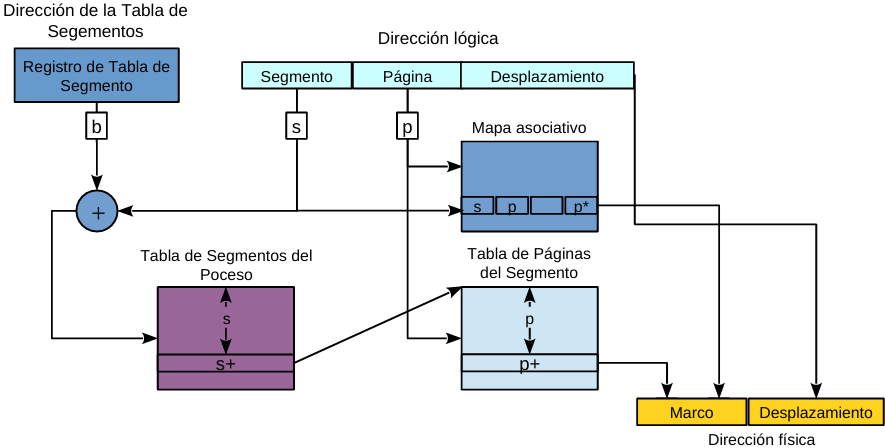 Dirección de la Tabla de
Segementos
Registro de Tabla de
Segmento
b
+
Dirección lógica
Segmento Página Desplazamiento
s
p
Mapa asociativo
s p p*
Tabla de Segmentos del
Poceso
s
s+
Tabla de Páginas
del Segmento
p
p+
Marco Desplazamiento
Dirección física